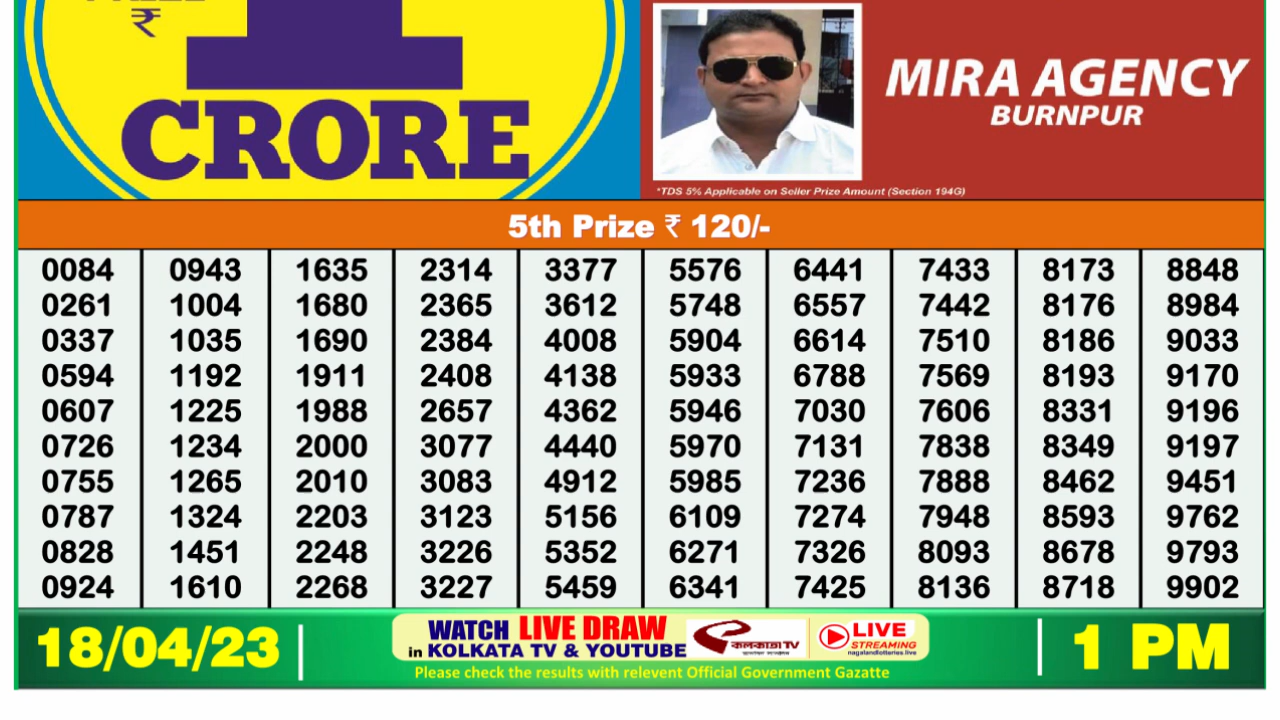 ₹
CRORE
MIRA AGENCY
BURNPUR
*TDS 5% Applicable on Seller Prize Amount (Section 194G)
5th Prize ₹ 120/-
0084 0943 1635 2314 3377 5576 6441 7433 8173 8848
0261 1004 1680 2365 3612 5748 6557 7442 8176 8984
0337 1035 1690 2384 4008 5904 6614 7510 8186 9033
0594 1192 1911 2408 4138 5933 6788 7569 8193 9170
0607 1225 1988 2657 4362 5946 7030 7606 8331 9196
0726 1234 2000 3077 4440 5970 7131 7838 8349 9197
0755 1265 2010 3083 4912 5985 7236 7888 8462 9451
0787 1324 2203 3123 5156 6109 7274 7948 8593 9762
0828 1451 2248 3226 5352 6271 7326 8093 8678 9793
0924 1610 2268 3227 5459 6341 7425 8136 8718 9902
18/04/23
WATCH LIVE DRAW
in KOLKATA TV & YOUTUBE
কলকাতা TV
LIVE
STREAMING
nagalandlotteries.live
Please check the results with relevent Official Government Gazatte
1 PM